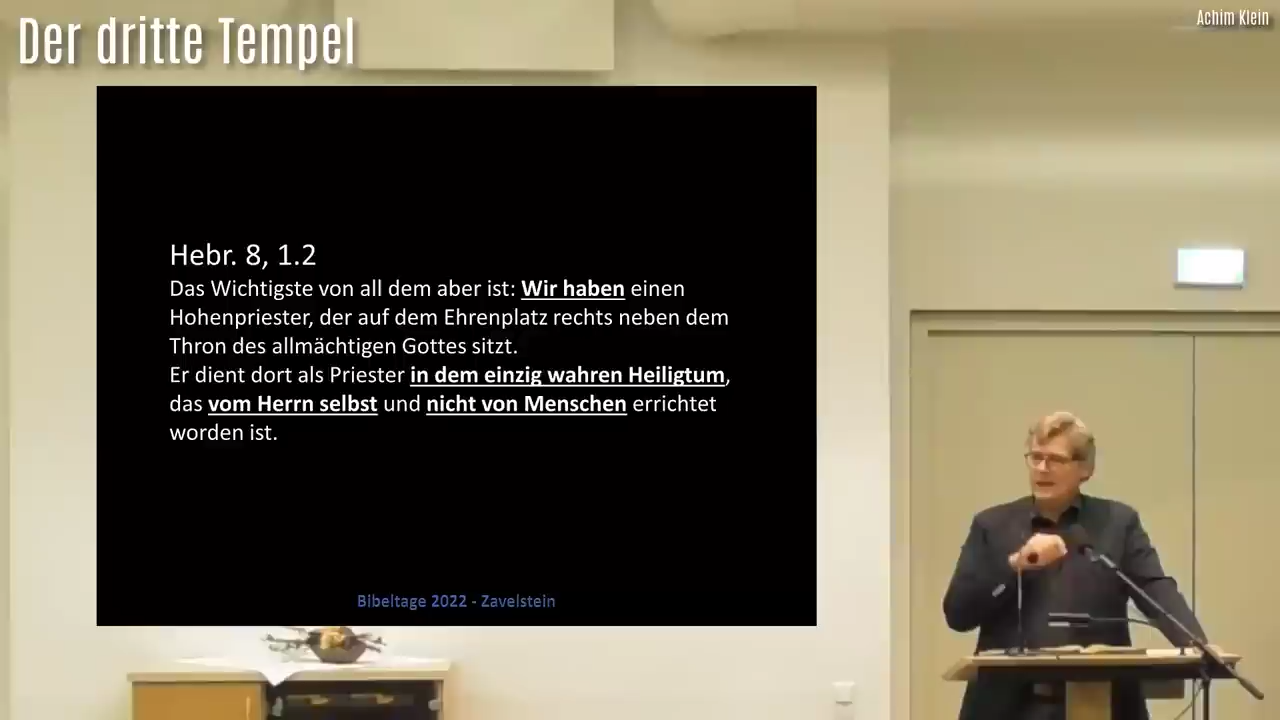 Der dritte Tempel
Achim Klein
Hebr. 8, 1.2
Das Wichtigste von all dem aber ist: Wir haben einen
Hohenpriester, der auf dem Ehrenplatz rechts neben dem
Thron des allmächtigen Gottes sitzt.
Er dient dort als Priester in dem einzig wahren Heiligtum,
das vom Herrn selbst und nicht von Menschen errichtet
worden ist.
Bibeltage 2022 - Zavelstein